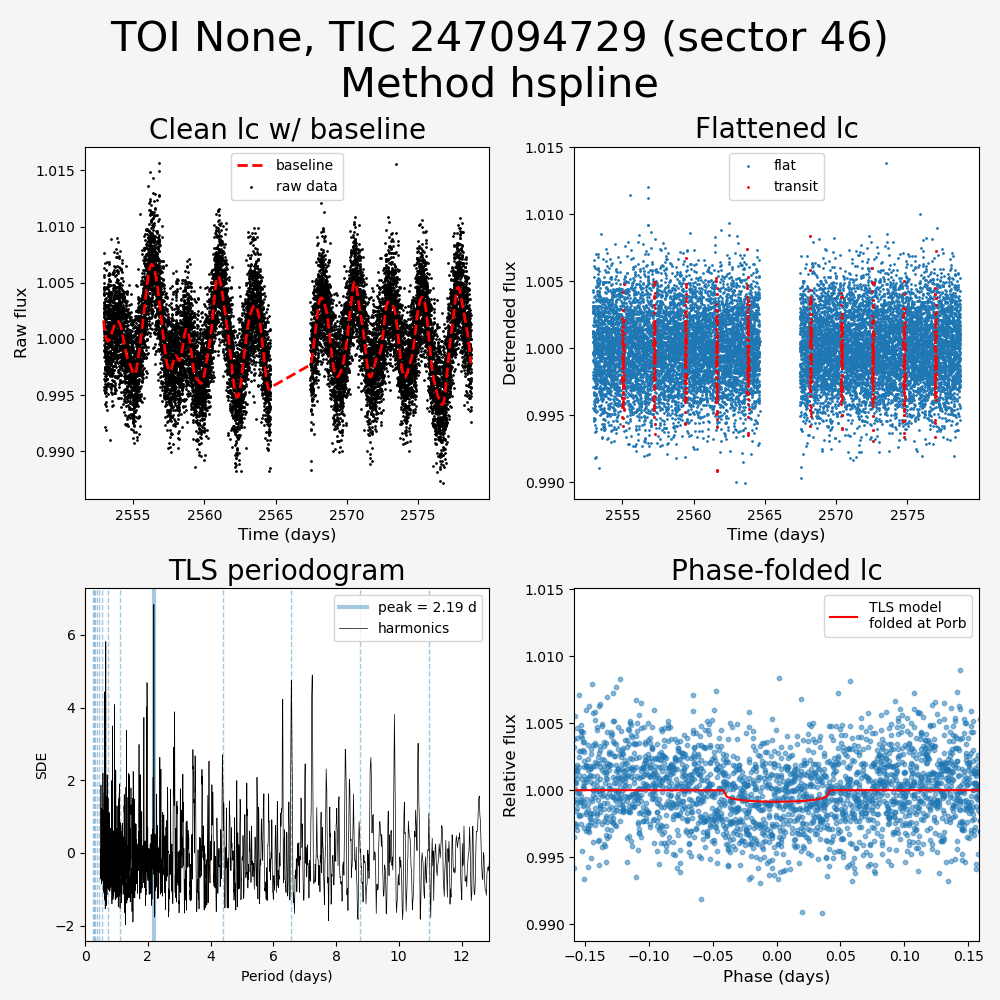 TOI None, TIC 247094729 (sector 46)
Method hspline
Clean lc w/ baseline
baseline
raw data
1.015
1.010
1.005
1.000
0.995
0.990
Raw flux
2555
2560
2565
2570
2575
Time (days)
Flattened lc
flat
transit
1.015
1.010
1.005
1.000
0.995
0.990
Detrended flux
2555
2560
2565
2570
2575
Time (days)
TLS periodogram
peak = 2.19 d
harmonics
6
4
2
0
−2
SDE
0
2
4
6
8
10
12
Period (days)
Phase-folded lc
TLS model
folded at Porb
1.015
1.010
1.005
1.000
0.995
0.990
Relative flux
−0.15
−0.10
−0.05
0.00
0.05
0.10
0.15
Phase (days)